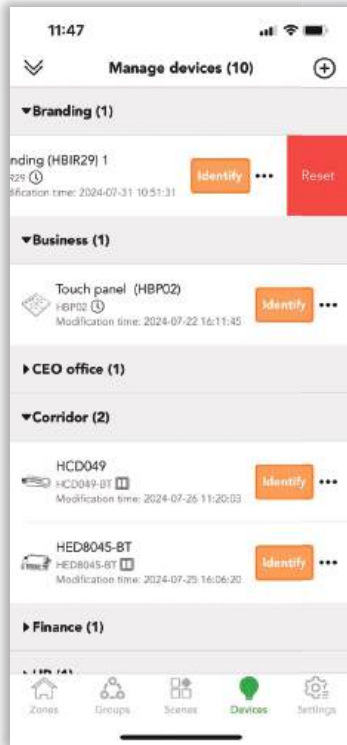 11:47
Manage devices (10)
Branding (1)
nding (HBIR29) 1
R29
dification time: 2024-07-31 10:51:31
Identify
Reset
Business (1)
Touch panel (HBP02)
HBP02
Modification time: 2024-07-22 16:11:45
Identify
CEO office (1)
Corridor (2)
HCD049
HCD049-BT
Modification time: 2024-07-26 11:20:03
Identify
HED8045-BT
HED8045-BT
Modification time: 2024-07-25 16:06:20
Identify
Finance (1)
Zones
Groups
Scenes
Devices
Settings